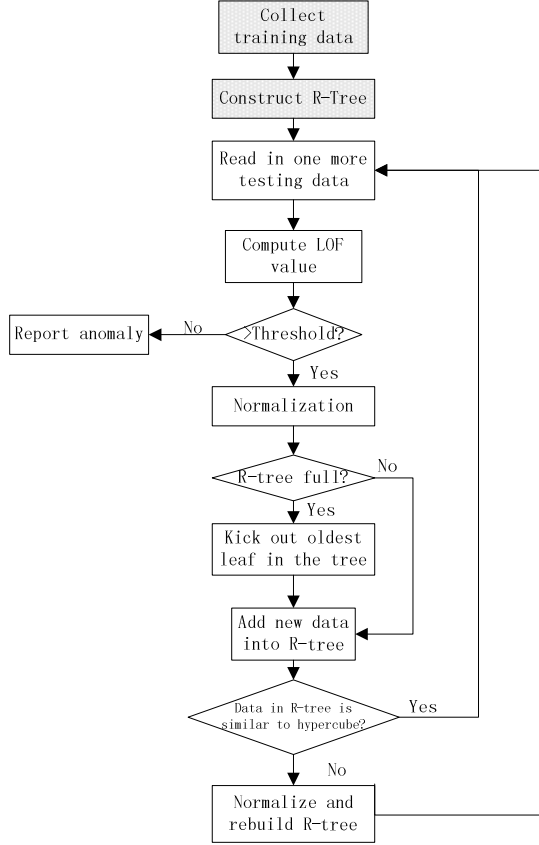 Collect
training data
Construct R-Tree
Read in one more
testing data
Compute LOF
value
>Threshold?
No
Report anomaly
Yes
Normalization
R-tree full?
No
Yes
Kick out oldest
leaf in the tree
Add new data
into R-tree
Data in R-tree is
similar to hypercube?
Yes
No
Normalize and
rebuild R-tree